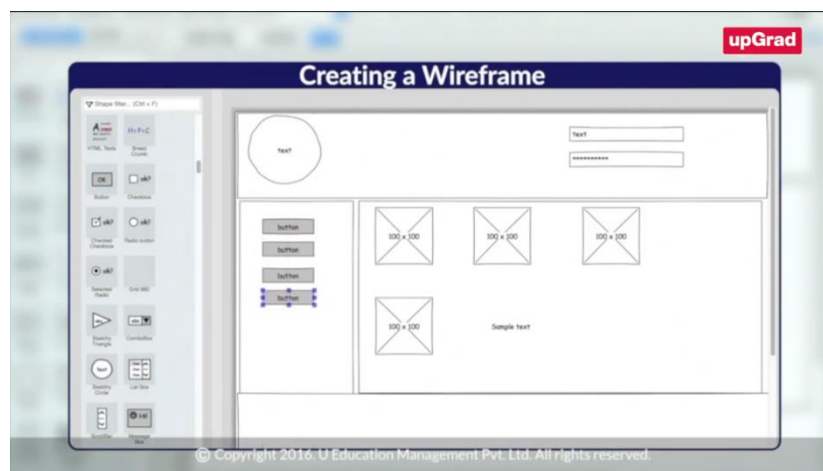 upGrad
Creating a Wireframe
Shape filter... (Ctrl + F)
HTML Texts
Bread Crumb
OK
ok?
Button
Checkbox
ok?
ok?
Checked Checkbox
Radio button
ok?
Selected Radio
Grid (MS)
Sketchy Triangle
ComboBox
text
Sketchy Circle
List Box
Message Box
text
text
**********
button
button
button
button
100 x 100
100 x 100
100 x 100
100 x 100
Sample text
© Copyright 2016. U Education Management Pvt. Ltd. All rights reserved.